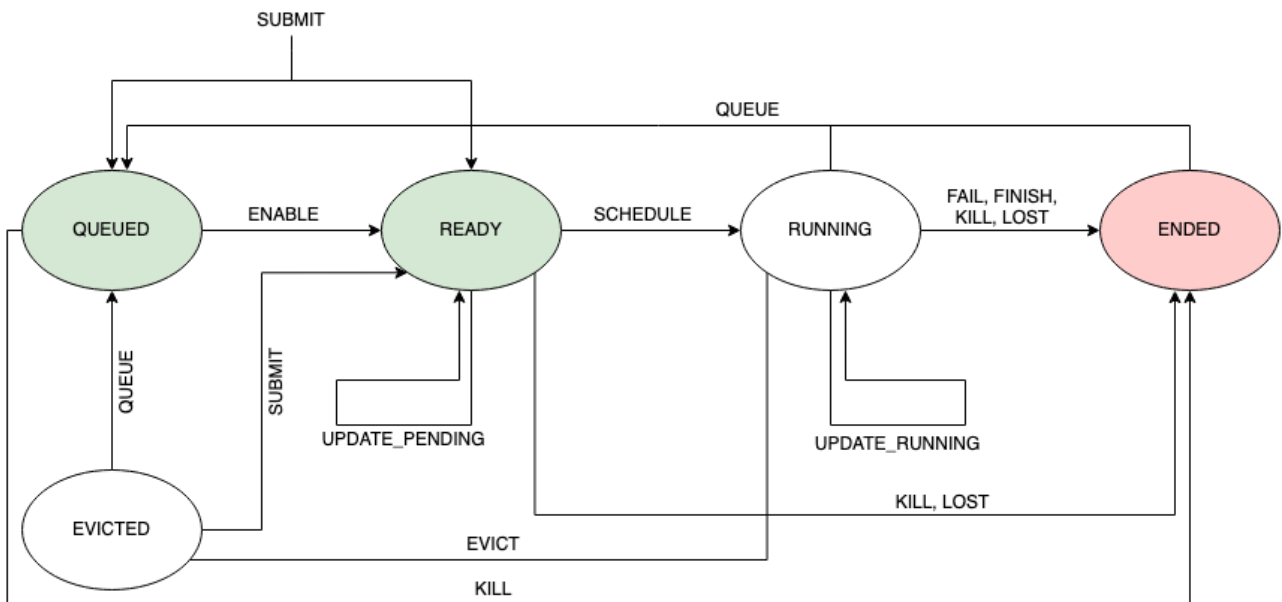 SUBMIT
QUEUE
QUEUED
ENABLE
READY
SCHEDULE
RUNNING
FAIL, FINISH,
KILL, LOST
ENDED
QUEUE
SUBMIT
UPDATE_PENDING
UPDATE_RUNNING
KILL, LOST
EVICTED
EVICT
KILL